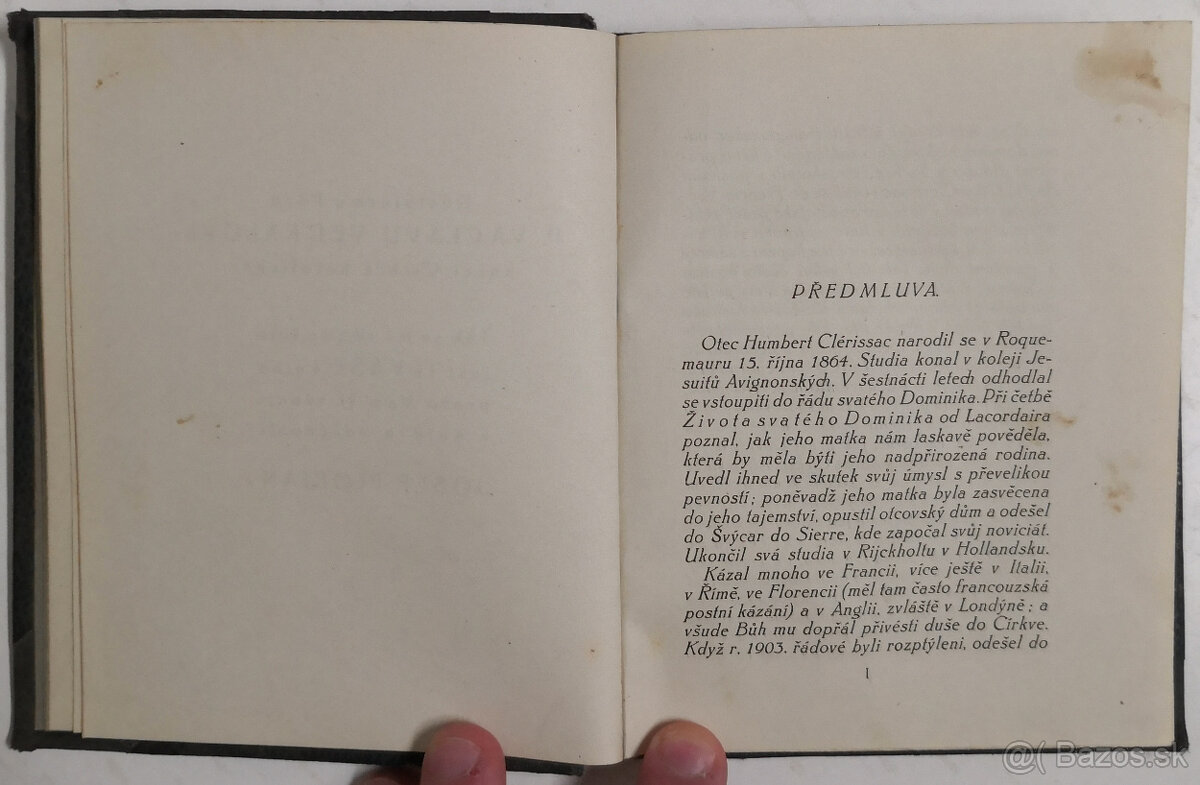 PŘEDMLUVA.
Otec Humbert Clérissac narodil se v Roque-
mauru 15. října 1864. Studia konal v koleji Je-
suitů Avignonských. V šestnácti letech odhodlal
se vstoupiti do řádu svatého Dominika. Při četbě
Života svatého Dominika od Lacordaira
poznal, jak jeho matka nám laskavě pověděla,
která by měla býti jeho nadpřirozená rodina.
Uvedl ihned ve skutek svůj úmysl s převelikou
pevností; poněvadž jeho matka byla zasvěcena
do jeho tajemství, opustil otcovský dům a odešel
do Švýcar do Sierre, kde započal svůj noviciát.
Ukončil svá studia v Rijckholtu v Hollandsku.
Kázal mnoho ve Francii, více ještě v Italii,
v Římě, ve Florencii (měl tam často francouzská
postní kázání) a v Anglii, zvláště v Londýně; a
všude Bůh mu dopřál přivésti duše do Církve.
Když r. 1903. řádové byli rozptýleni, odešel do
I
@( Bazos.sk